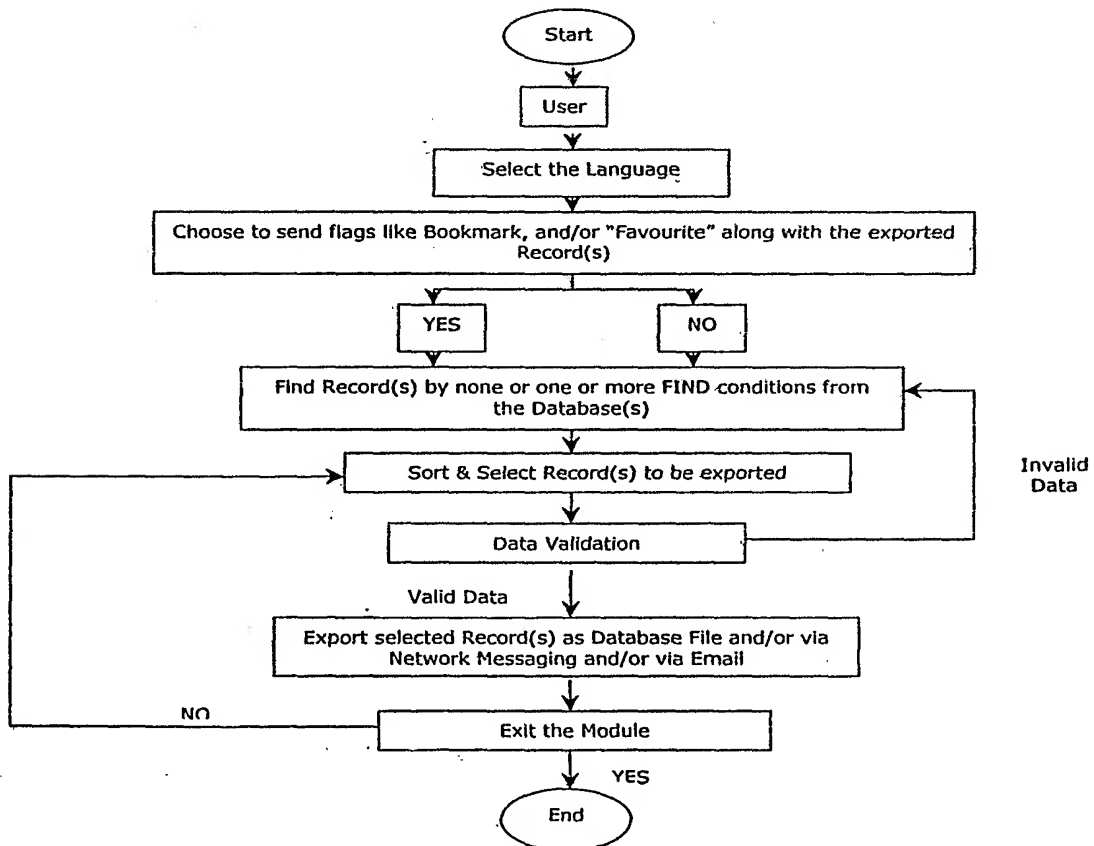 Start
User
Select the Language
Choose to send flags like Bookmark, and/or "Favourite" along with the exported
Record(s)
YES
NO
Find Record(s) by none or one or more FIND conditions from
the Database(s)
Sort & Select Record(s) to be exported
Invalid
Data
Data Validation
Valid Data
Export selected Record(s) as Database File and/or via
Network Messaging and/or via Email
NO
Exit the Module
YES
End